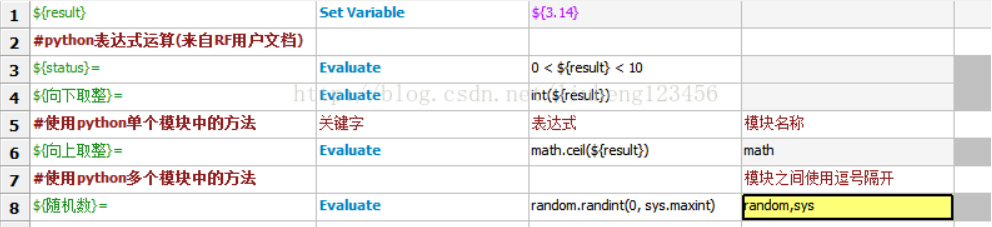 1 ${result} Set Variable ${3.14}
2 #python表达式运算(来自RF用户文档)
3 ${status}= Evaluate 0 < ${result} < 10
4 ${向下取整}= Evaluate int(${result})
5 #使用python单个模块中的方法 关键字 表达式 模块名称
6 ${向上取整}= Evaluate math.ceil(${result}) math
7 #使用python多个模块中的方法 模块之间使用逗号隔开
8 ${随机数}= Evaluate random.randint(0, sys.maxint) random,sys